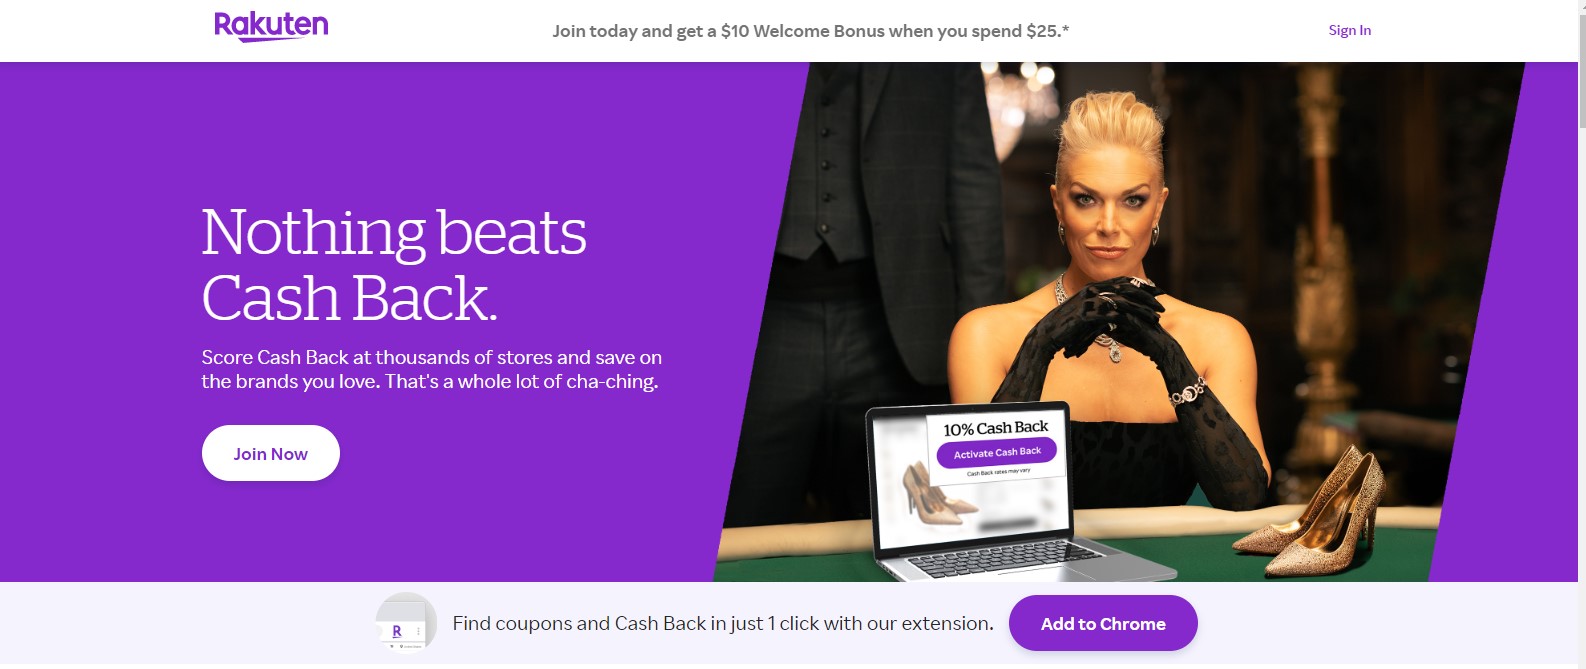 Rakuten
Join today and get a $10 Welcome Bonus when you spend $25.*
Sign In
Nothing beats
Cash Back.
Score Cash Back at thousands of stores and save on
the brands you love. That's a whole lot of cha-ching.
Join Now
10% Cash Back
Activate Cash Back
Cash Back rates may vary
R
Find coupons and Cash Back in just 1 click with our extension.
Add to Chrome